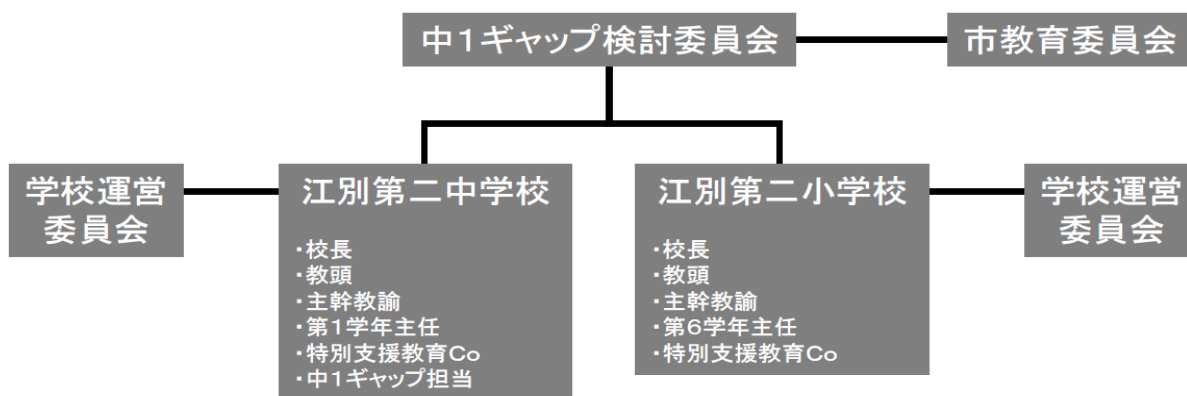 中１ギャップ検討委員会
市教育委員会
学校運営
委員会
江別第二中学校
・校長
・教頭
・主幹教諭
・第１学年主任
・特別支援教育Co
・中１ギャップ担当
江別第二小学校
・校長
・教頭
・主幹教諭
・第６学年主任
・特別支援教育Co
学校運営
委員会